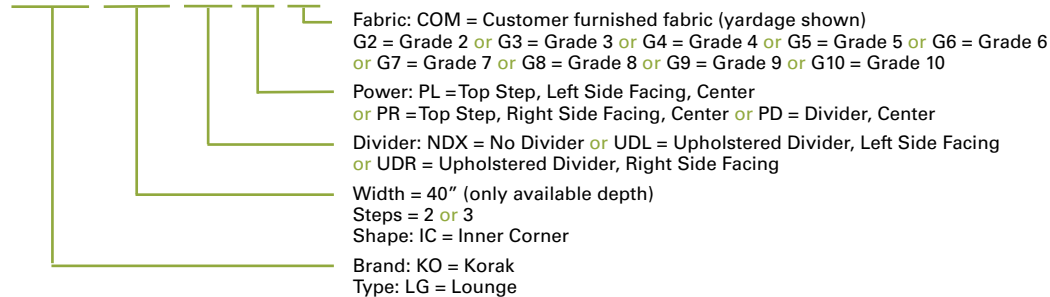 Fabric: COM = Customer furnished fabric (yardage shown)
G2 = Grade 2 or G3 = Grade 3 or G4 = Grade 4 or G5 = Grade 5 or G6 = Grade 6
or G7 = Grade 7 or G8 = Grade 8 or G9 = Grade 9 or G10 = Grade 10
Power: PL =Top Step, Left Side Facing, Center
or PR =Top Step, Right Side Facing, Center or PD = Divider, Center
Divider: NDX = No Divider or UDL = Upholstered Divider, Left Side Facing
or UDR = Upholstered Divider, Right Side Facing
Width = 40” (only available depth)
Steps = 2 or 3
Shape: IC = Inner Corner
Brand: KO = Korak
Type: LG = Lounge